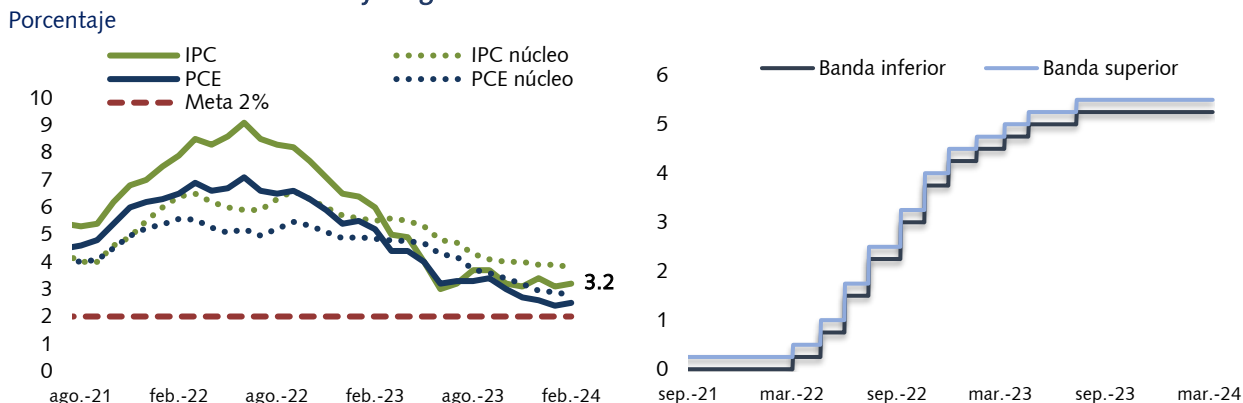 Porcentaje
IPC
IPC núcleo
PCE
PCE núcleo
Meta 2%
10
9
8
7
6
5
4
3
2
1
0
3.2
ago.-21 feb.-22 ago.-22 feb.-23 ago.-23 feb.-24
Banda inferior Banda superior
6
5
4
3
2
1
0
sep.-21 mar.-22 sep.-22 mar.-23 sep.-23 mar.-24